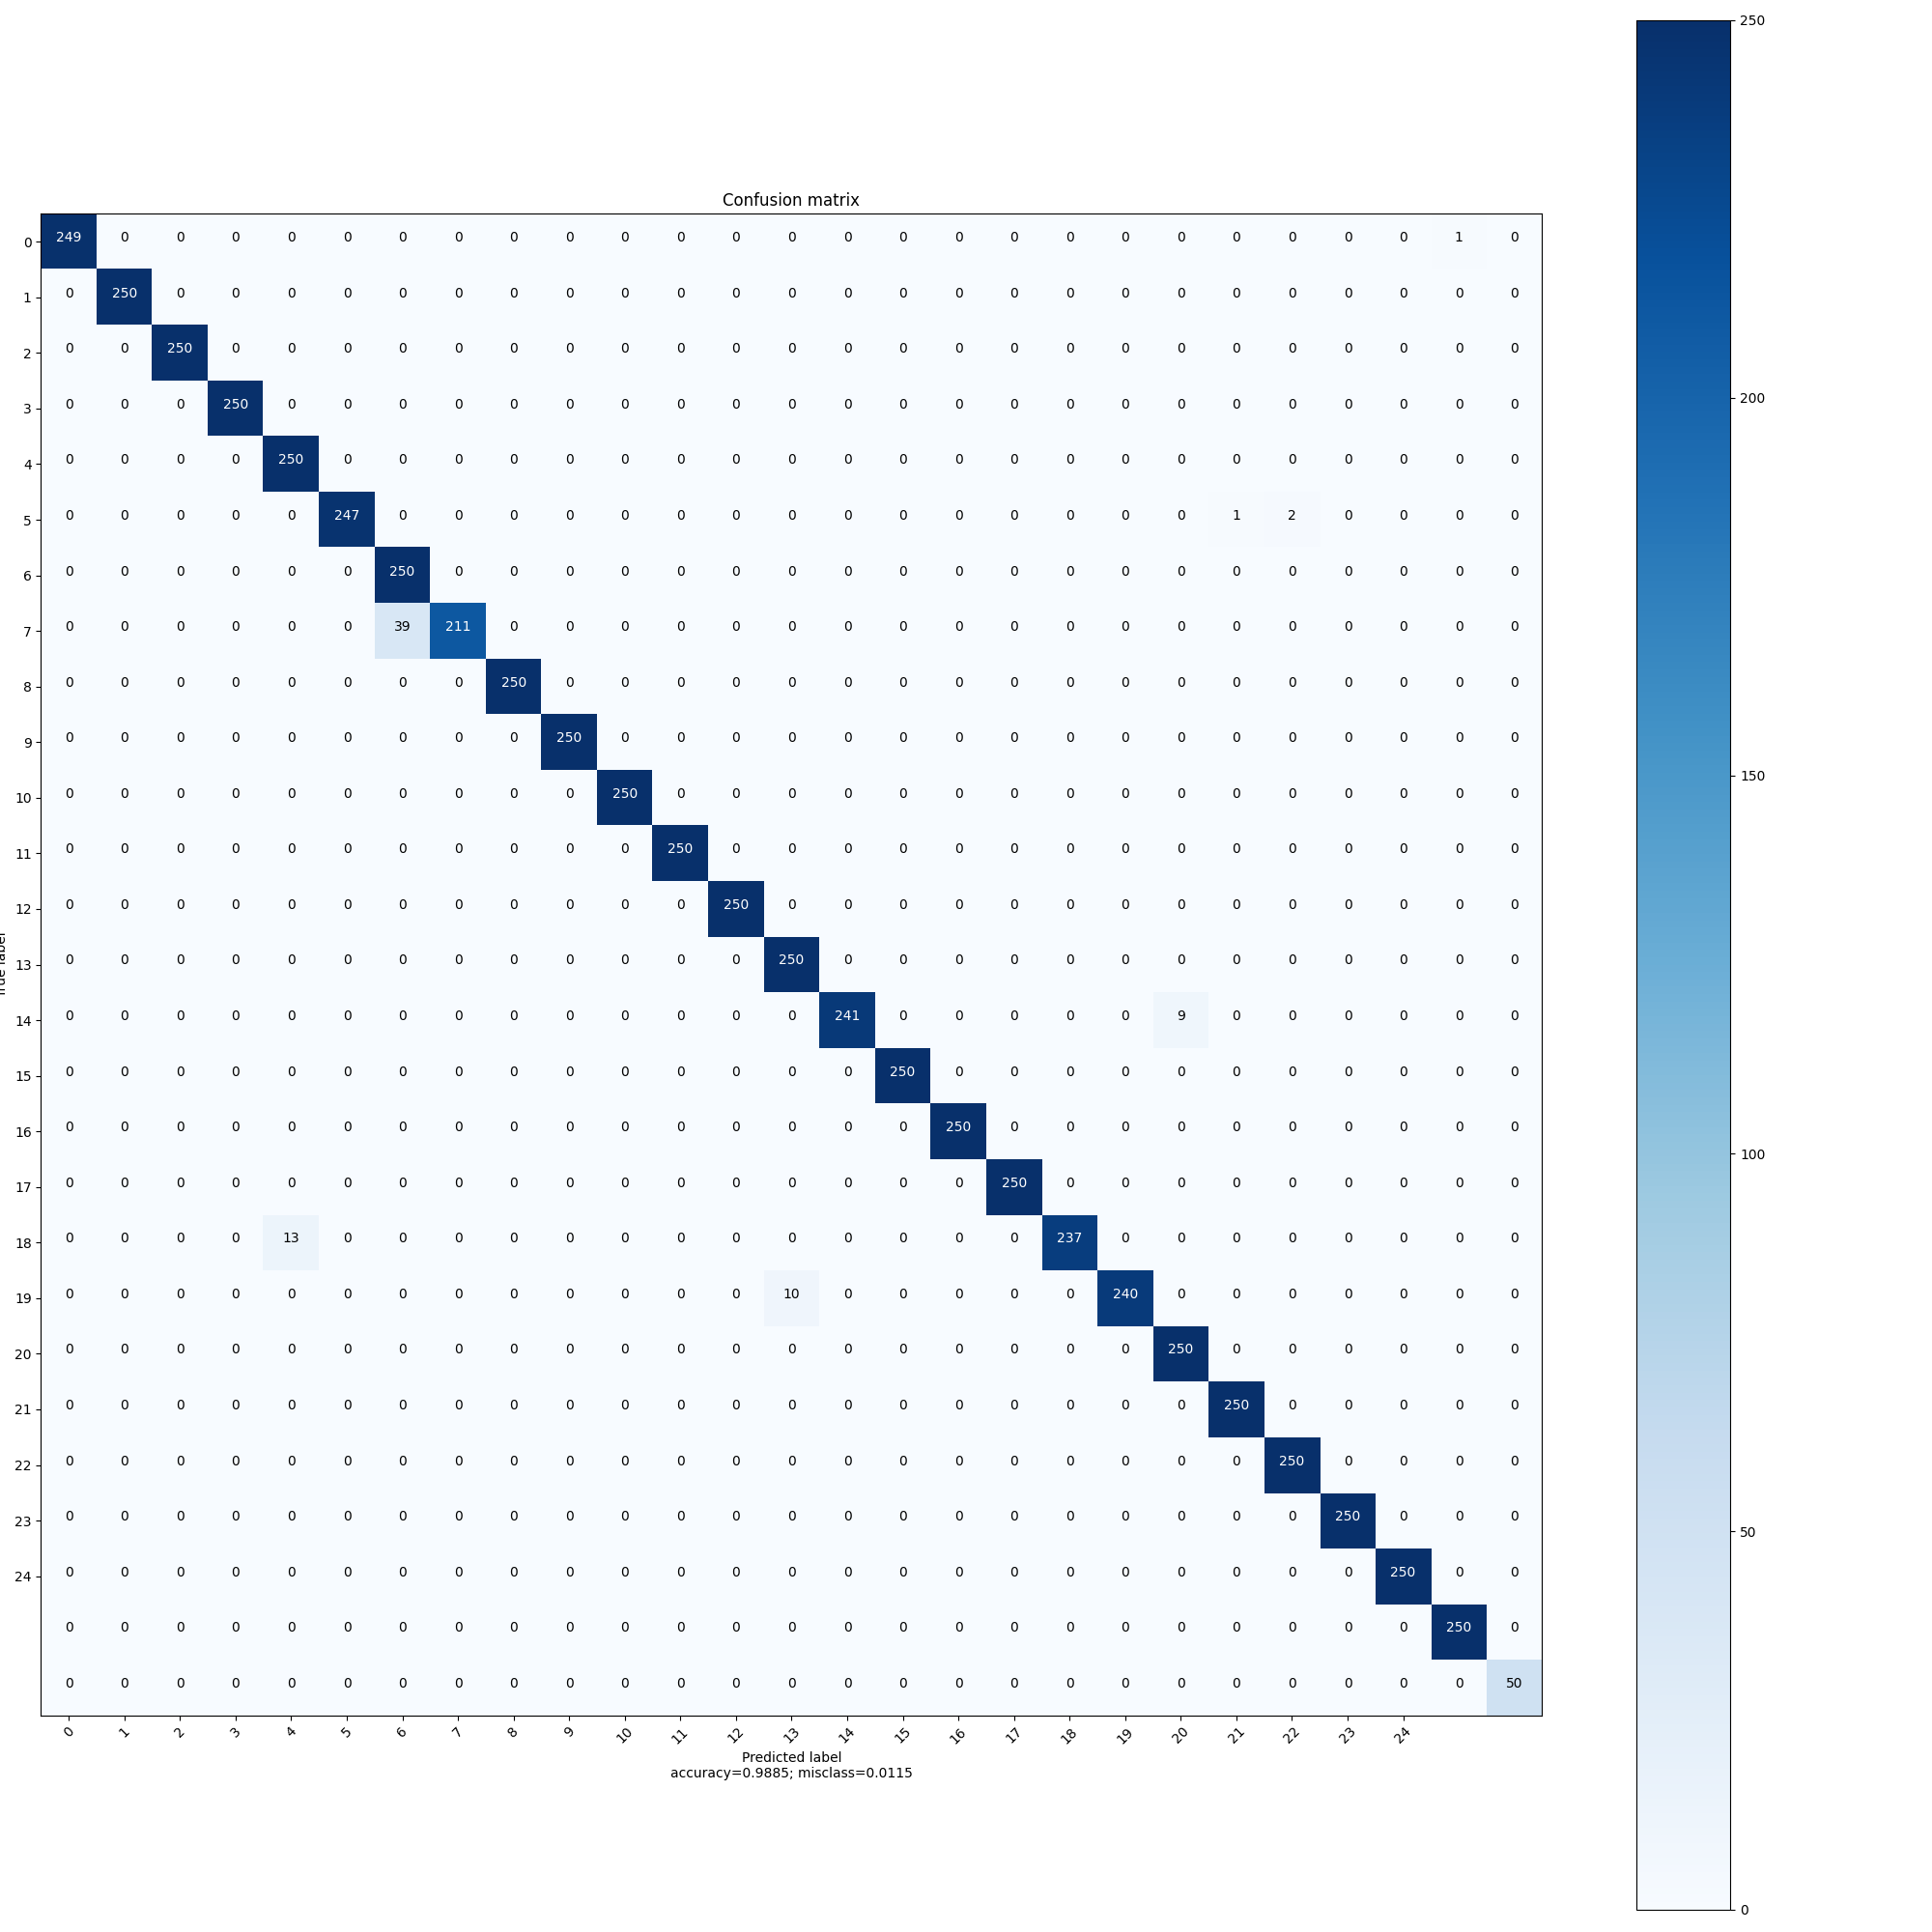 Confusion matrix
0 249 0 0 0 0 0 0 0 0 0 0 0 0 0 0 0 0 0 0 0 0 0 0 0 0 1 0
1 0 250 0 0 0 0 0 0 0 0 0 0 0 0 0 0 0 0 0 0 0 0 0 0 0 0 0
2 0 0 250 0 0 0 0 0 0 0 0 0 0 0 0 0 0 0 0 0 0 0 0 0 0 0 0
3 0 0 0 250 0 0 0 0 0 0 0 0 0 0 0 0 0 0 0 0 0 0 0 0 0 0 0
4 0 0 0 0 250 0 0 0 0 0 0 0 0 0 0 0 0 0 0 0 0 0 0 0 0 0 0
5 0 0 0 0 0 247 0 0 0 0 0 0 0 0 0 0 0 0 0 0 0 1 2 0 0 0 0
6 0 0 0 0 0 0 250 0 0 0 0 0 0 0 0 0 0 0 0 0 0 0 0 0 0 0 0
7 0 0 0 0 0 0 39 211 0 0 0 0 0 0 0 0 0 0 0 0 0 0 0 0 0 0 0
8 0 0 0 0 0 0 0 0 250 0 0 0 0 0 0 0 0 0 0 0 0 0 0 0 0 0 0
9 0 0 0 0 0 0 0 0 0 250 0 0 0 0 0 0 0 0 0 0 0 0 0 0 0 0 0
10 0 0 0 0 0 0 0 0 0 0 250 0 0 0 0 0 0 0 0 0 0 0 0 0 0 0 0
11 0 0 0 0 0 0 0 0 0 0 0 250 0 0 0 0 0 0 0 0 0 0 0 0 0 0 0
12 0 0 0 0 0 0 0 0 0 0 0 0 250 0 0 0 0 0 0 0 0 0 0 0 0 0 0
13 0 0 0 0 0 0 0 0 0 0 0 0 0 250 0 0 0 0 0 0 0 0 0 0 0 0 0
14 0 0 0 0 0 0 0 0 0 0 0 0 0 0 241 0 0 0 0 0 9 0 0 0 0 0 0
15 0 0 0 0 0 0 0 0 0 0 0 0 0 0 0 250 0 0 0 0 0 0 0 0 0 0 0
16 0 0 0 0 0 0 0 0 0 0 0 0 0 0 0 0 250 0 0 0 0 0 0 0 0 0 0
17 0 0 0 0 0 0 0 0 0 0 0 0 0 0 0 0 0 250 0 0 0 0 0 0 0 0 0
18 0 0 0 0 13 0 0 0 0 0 0 0 0 0 0 0 0 0 237 0 0 0 0 0 0 0 0
19 0 0 0 0 0 0 0 0 0 0 0 0 0 10 0 0 0 0 0 240 0 0 0 0 0 0 0
20 0 0 0 0 0 0 0 0 0 0 0 0 0 0 0 0 0 0 0 0 250 0 0 0 0 0 0
21 0 0 0 0 0 0 0 0 0 0 0 0 0 0 0 0 0 0 0 0 0 250 0 0 0 0 0
22 0 0 0 0 0 0 0 0 0 0 0 0 0 0 0 0 0 0 0 0 0 0 250 0 0 0 0
23 0 0 0 0 0 0 0 0 0 0 0 0 0 0 0 0 0 0 0 0 0 0 0 250 0 0 0
24 0 0 0 0 0 0 0 0 0 0 0 0 0 0 0 0 0 0 0 0 0 0 0 0 250 0 0
0 0 0 0 0 0 0 0 0 0 0 0 0 0 0 0 0 0 0 0 0 0 0 0 0 250 0
0 0 0 0 0 0 0 0 0 0 0 0 0 0 0 0 0 0 0 0 0 0 0 0 0 0 50
0 1 2 3 4 5 6 7 8 9 10 11 12 13 14 15 16 17 18 19 20 21 22 23 24
Predicted label
accuracy=0.9885; misclass=0.0115
250
200
150
100
50
0